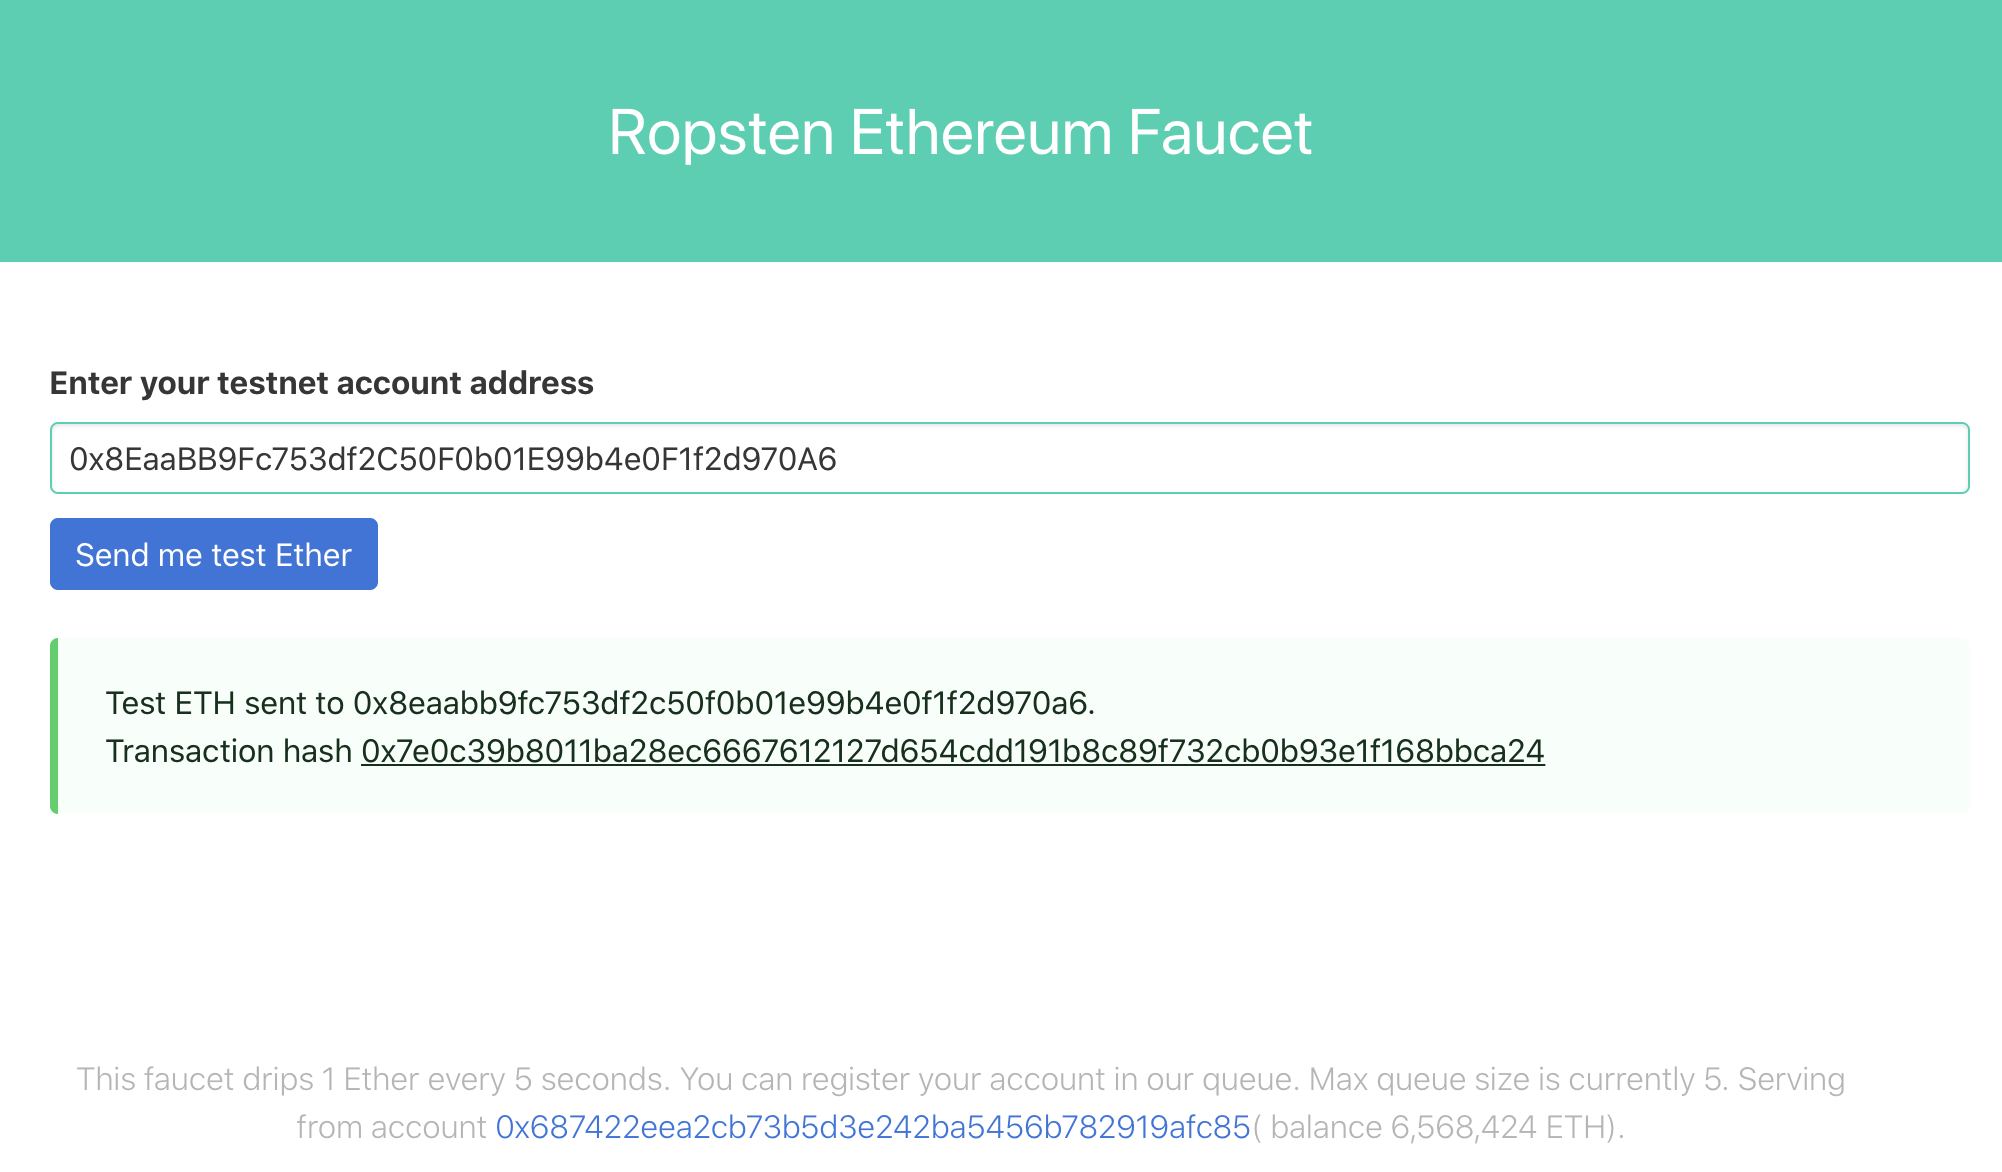 Ropsten Ethereum Faucet
Enter your testnet account address
0x8EaaBB9Fc753df2C50F0b01E99b4e0F1f2d970A6
Send me test Ether
Test ETH sent to 0x8eaabb9fc753df2c50f0b01e99b4e0f1f2d970a6.
Transaction hash 0x7e0c39b8011ba28ec6667612127d654cdd191b8c89f732cb0b93e1f168bbca24
This faucet drips 1 Ether every 5 seconds. You can register your account in our queue. Max queue size is currently 5. Serving
from account 0x687422eea2cb73b5d3e242ba5456b782919afc85( balance 6,568,424 ETH).